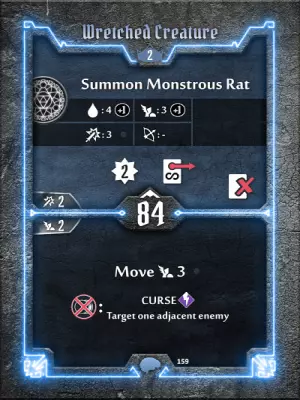 Wretched Creature
2
Summon Monstrous Rat
: 4 +1 : 3 +1
: 3 : -
2 S
84
2
2
Move 3
: CURSE
Target one adjacent enemy
159